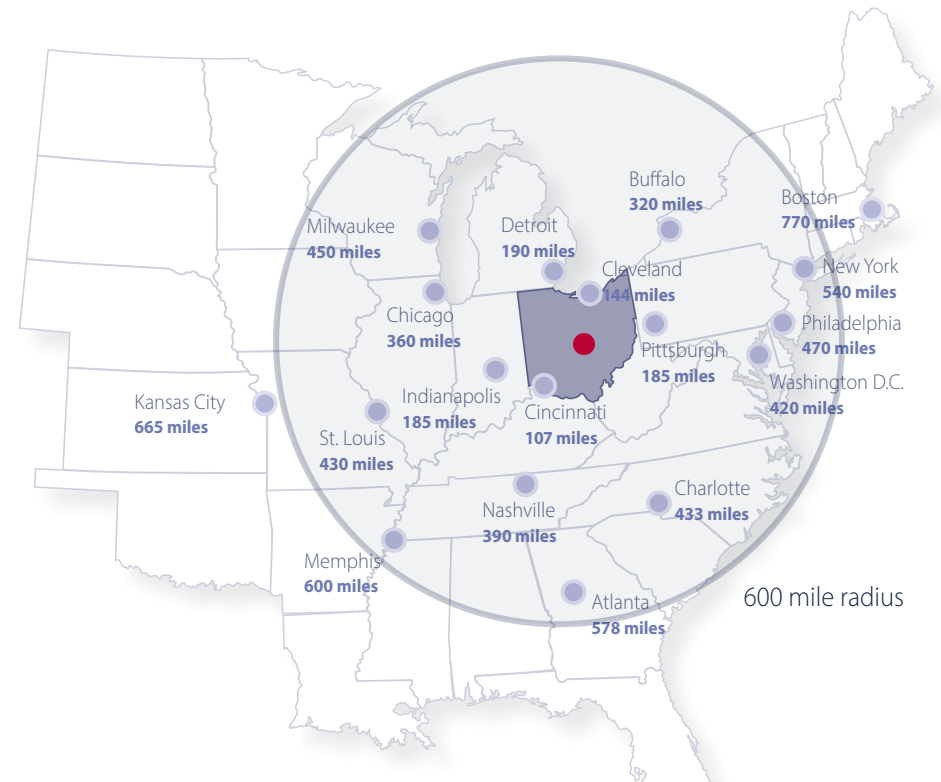 Buffalo
320 miles
Boston
770 miles
Milwaukee
450 miles
Detroit
190 miles
Cleveland
144 miles
New York
540 miles
Chicago
360 miles
Philadelphia
470 miles
Pittsburgh
185 miles
Washington D.C.
420 miles
Kansas City
665 miles
Indianapolis
185 miles
Cincinnati
107 miles
St. Louis
430 miles
Charlotte
433 miles
Nashville
390 miles
Memphis
600 miles
Atlanta
578 miles
600 mile radius